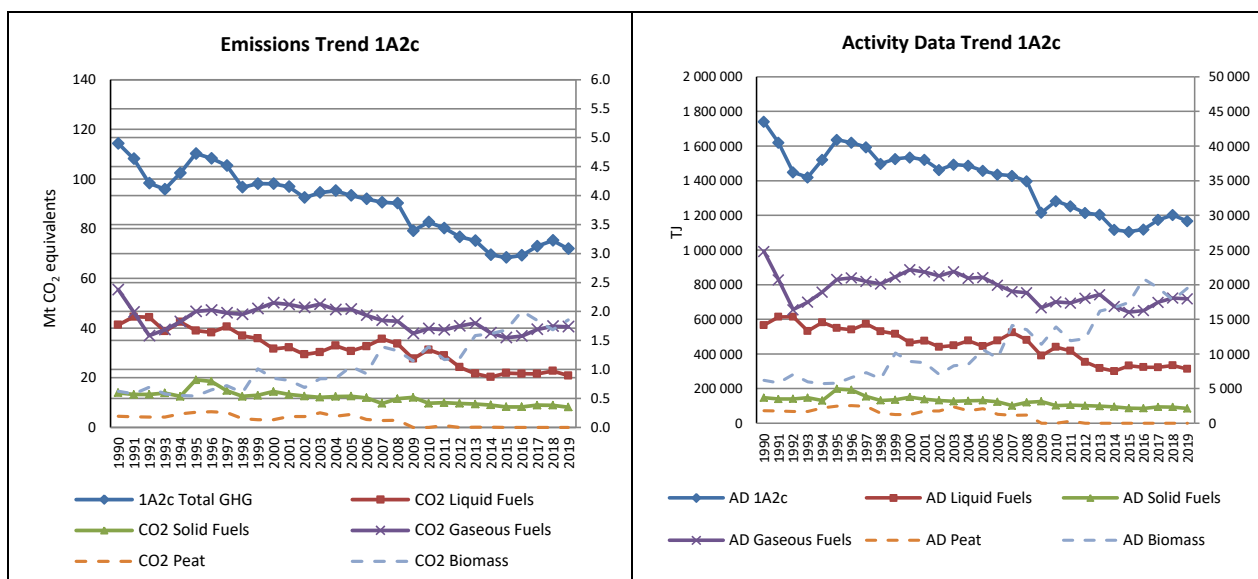 Emissions Trend 1A2c
140
120
100
80
60
40
20
0
6.0
5.5
5.0
4.5
4.0
3.5
3.0
2.5
2.0
1.5
1.0
0.5
0.0
Mt CO2 equivalents
1990 1991 1992 1993 1994 1995 1996 1997 1998 1999 2000 2001 2002 2003 2004 2005 2006 2007 2008 2009 2010 2011 2012 2013 2014 2015 2016 2017 2018 2019
1A2c Total GHG CO2 Liquid Fuels
CO2 Solid Fuels CO2 Gaseous Fuels
CO2 Peat CO2 Biomass
Activity Data Trend 1A2c
2 000 000
1 800 000
1 600 000
1 400 000
1 200 000
1 000 000
800 000
600 000
400 000
200 000
0
50 000
45 000
40 000
35 000
30 000
25 000
20 000
15 000
10 000
5 000
0
TJ
1990 1991 1992 1993 1994 1995 1996 1997 1998 1999 2000 2001 2002 2003 2004 2005 2006 2007 2008 2009 2010 2011 2012 2013 2014 2015 2016 2017 2018 2019
AD 1A2c AD Liquid Fuels AD Solid Fuels
AD Gaseous Fuels AD Peat AD Biomass